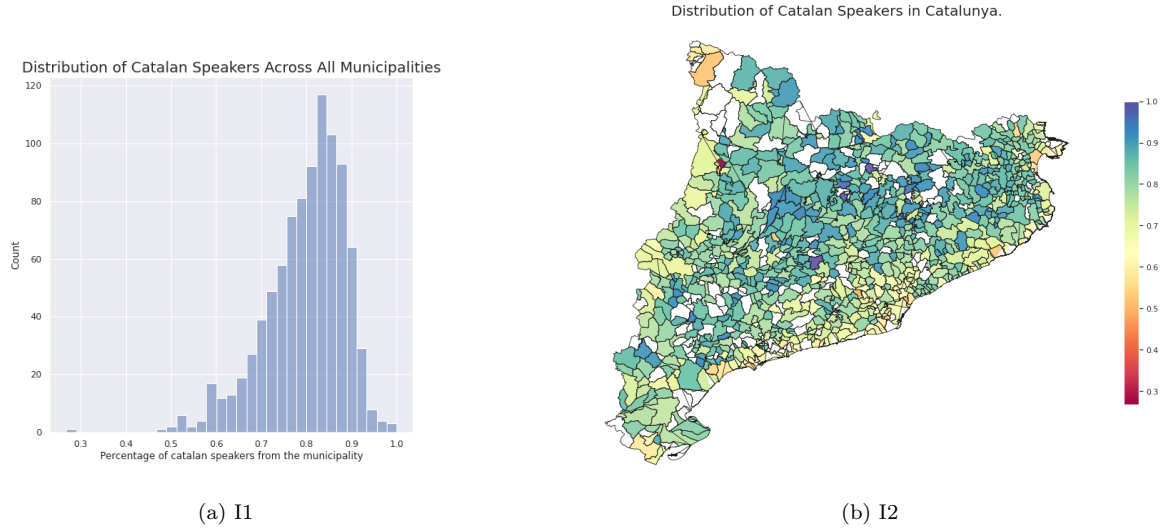 Distribution of Catalan Speakers Across All Municipalities
120
100
80
60
40
20
0
Count
0.3 0.4 0.5 0.6 0.7 0.8 0.9 1.0
Percentage of catalan speakers from the municipality
(a) I1
Distribution of Catalan Speakers in Catalunya.
1.0
0.9
0.8
0.7
0.6
0.5
0.4
0.3
(b) I2